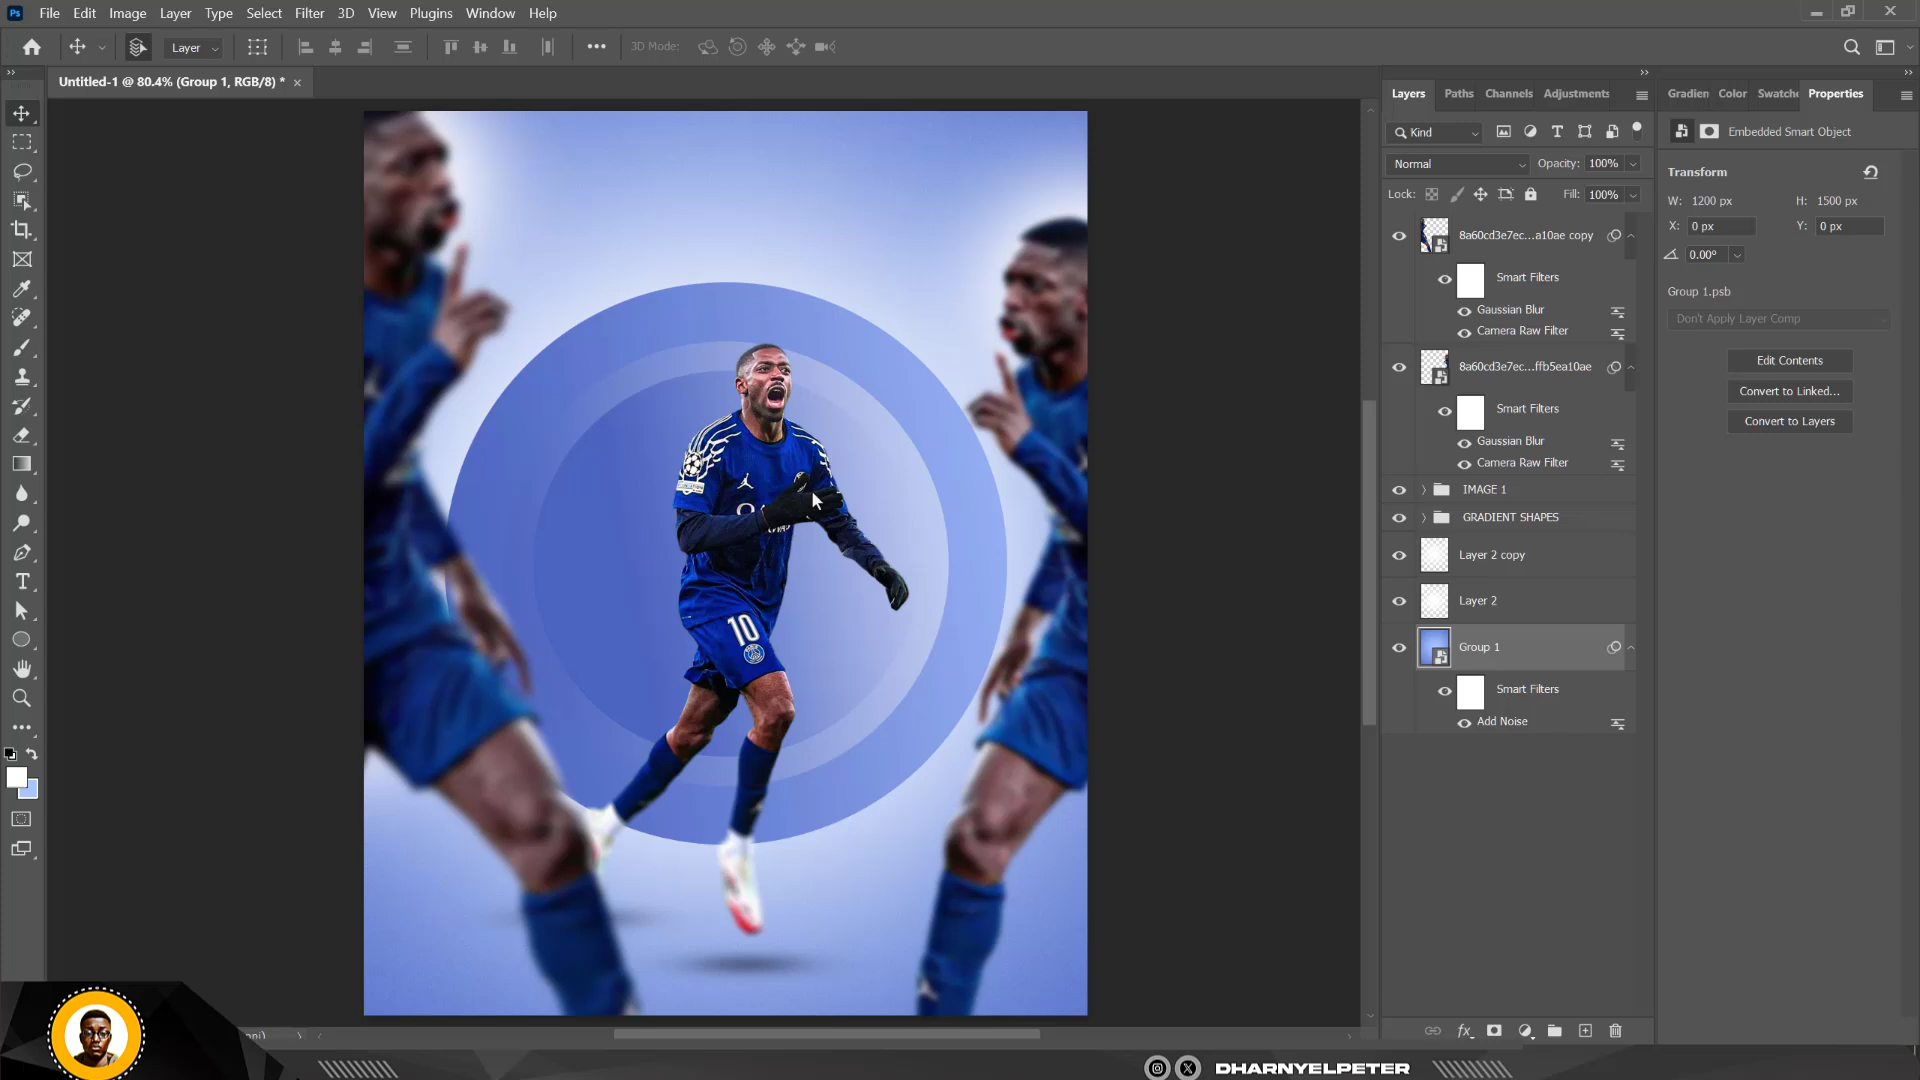 File Edit Image Layer Type Select Filter 3D View Plugins Window Help
Layer
3D Mode:
Untitled-1 @ 80.4% (Group 1, RGB/8) *
Layers Paths Channels Adjustments
Gradien Color Swatche Properties
Kind
Embedded Smart Object
Normal Opacity: 100%
Transform
Lock: Fill: 100%
W: 1200 px H: 1500 px
X: 0 px Y: 0 px
0.00°
8a60cd3e7ec...a10ae copy
Smart Filters
Gaussian Blur
Camera Raw Filter
Group 1.psb
Don't Apply Layer Comp
Edit Contents
Convert to Linked...
Convert to Layers
8a60cd3e7ec...ffb5ea10ae
Smart Filters
Gaussian Blur
Camera Raw Filter
IMAGE 1
GRADIENT SHAPES
Layer 2 copy
Layer 2
Group 1
Smart Filters
Add Noise
10
fx
DHARNYELPETER